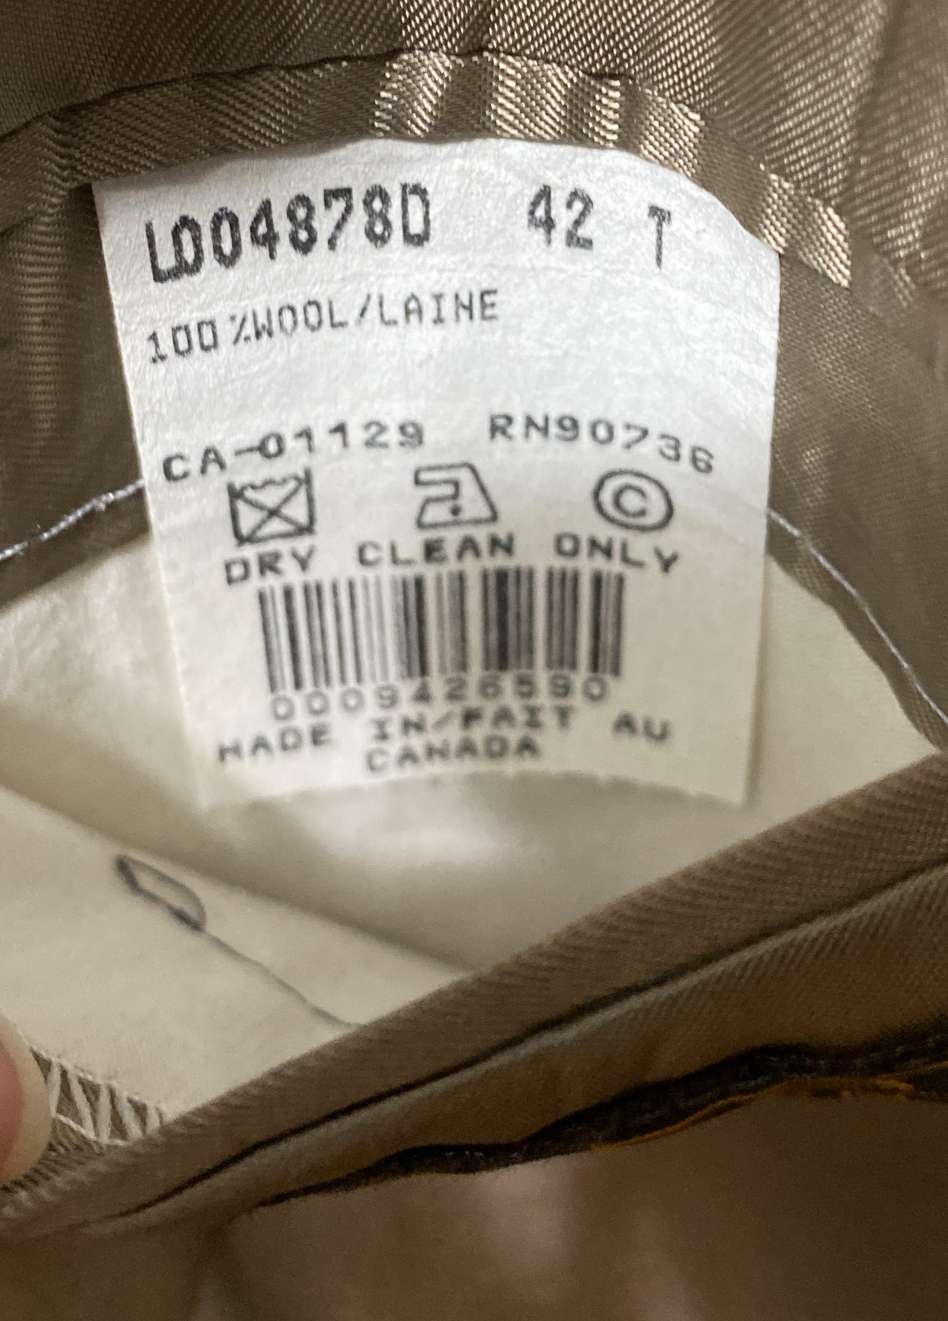 L004878D 42 T
100%WOOL/LAINE
CA-01129 RN90736
C
DRY CLEAN ONLY
0009426590
MADE IN/FAIT AU
CANADA